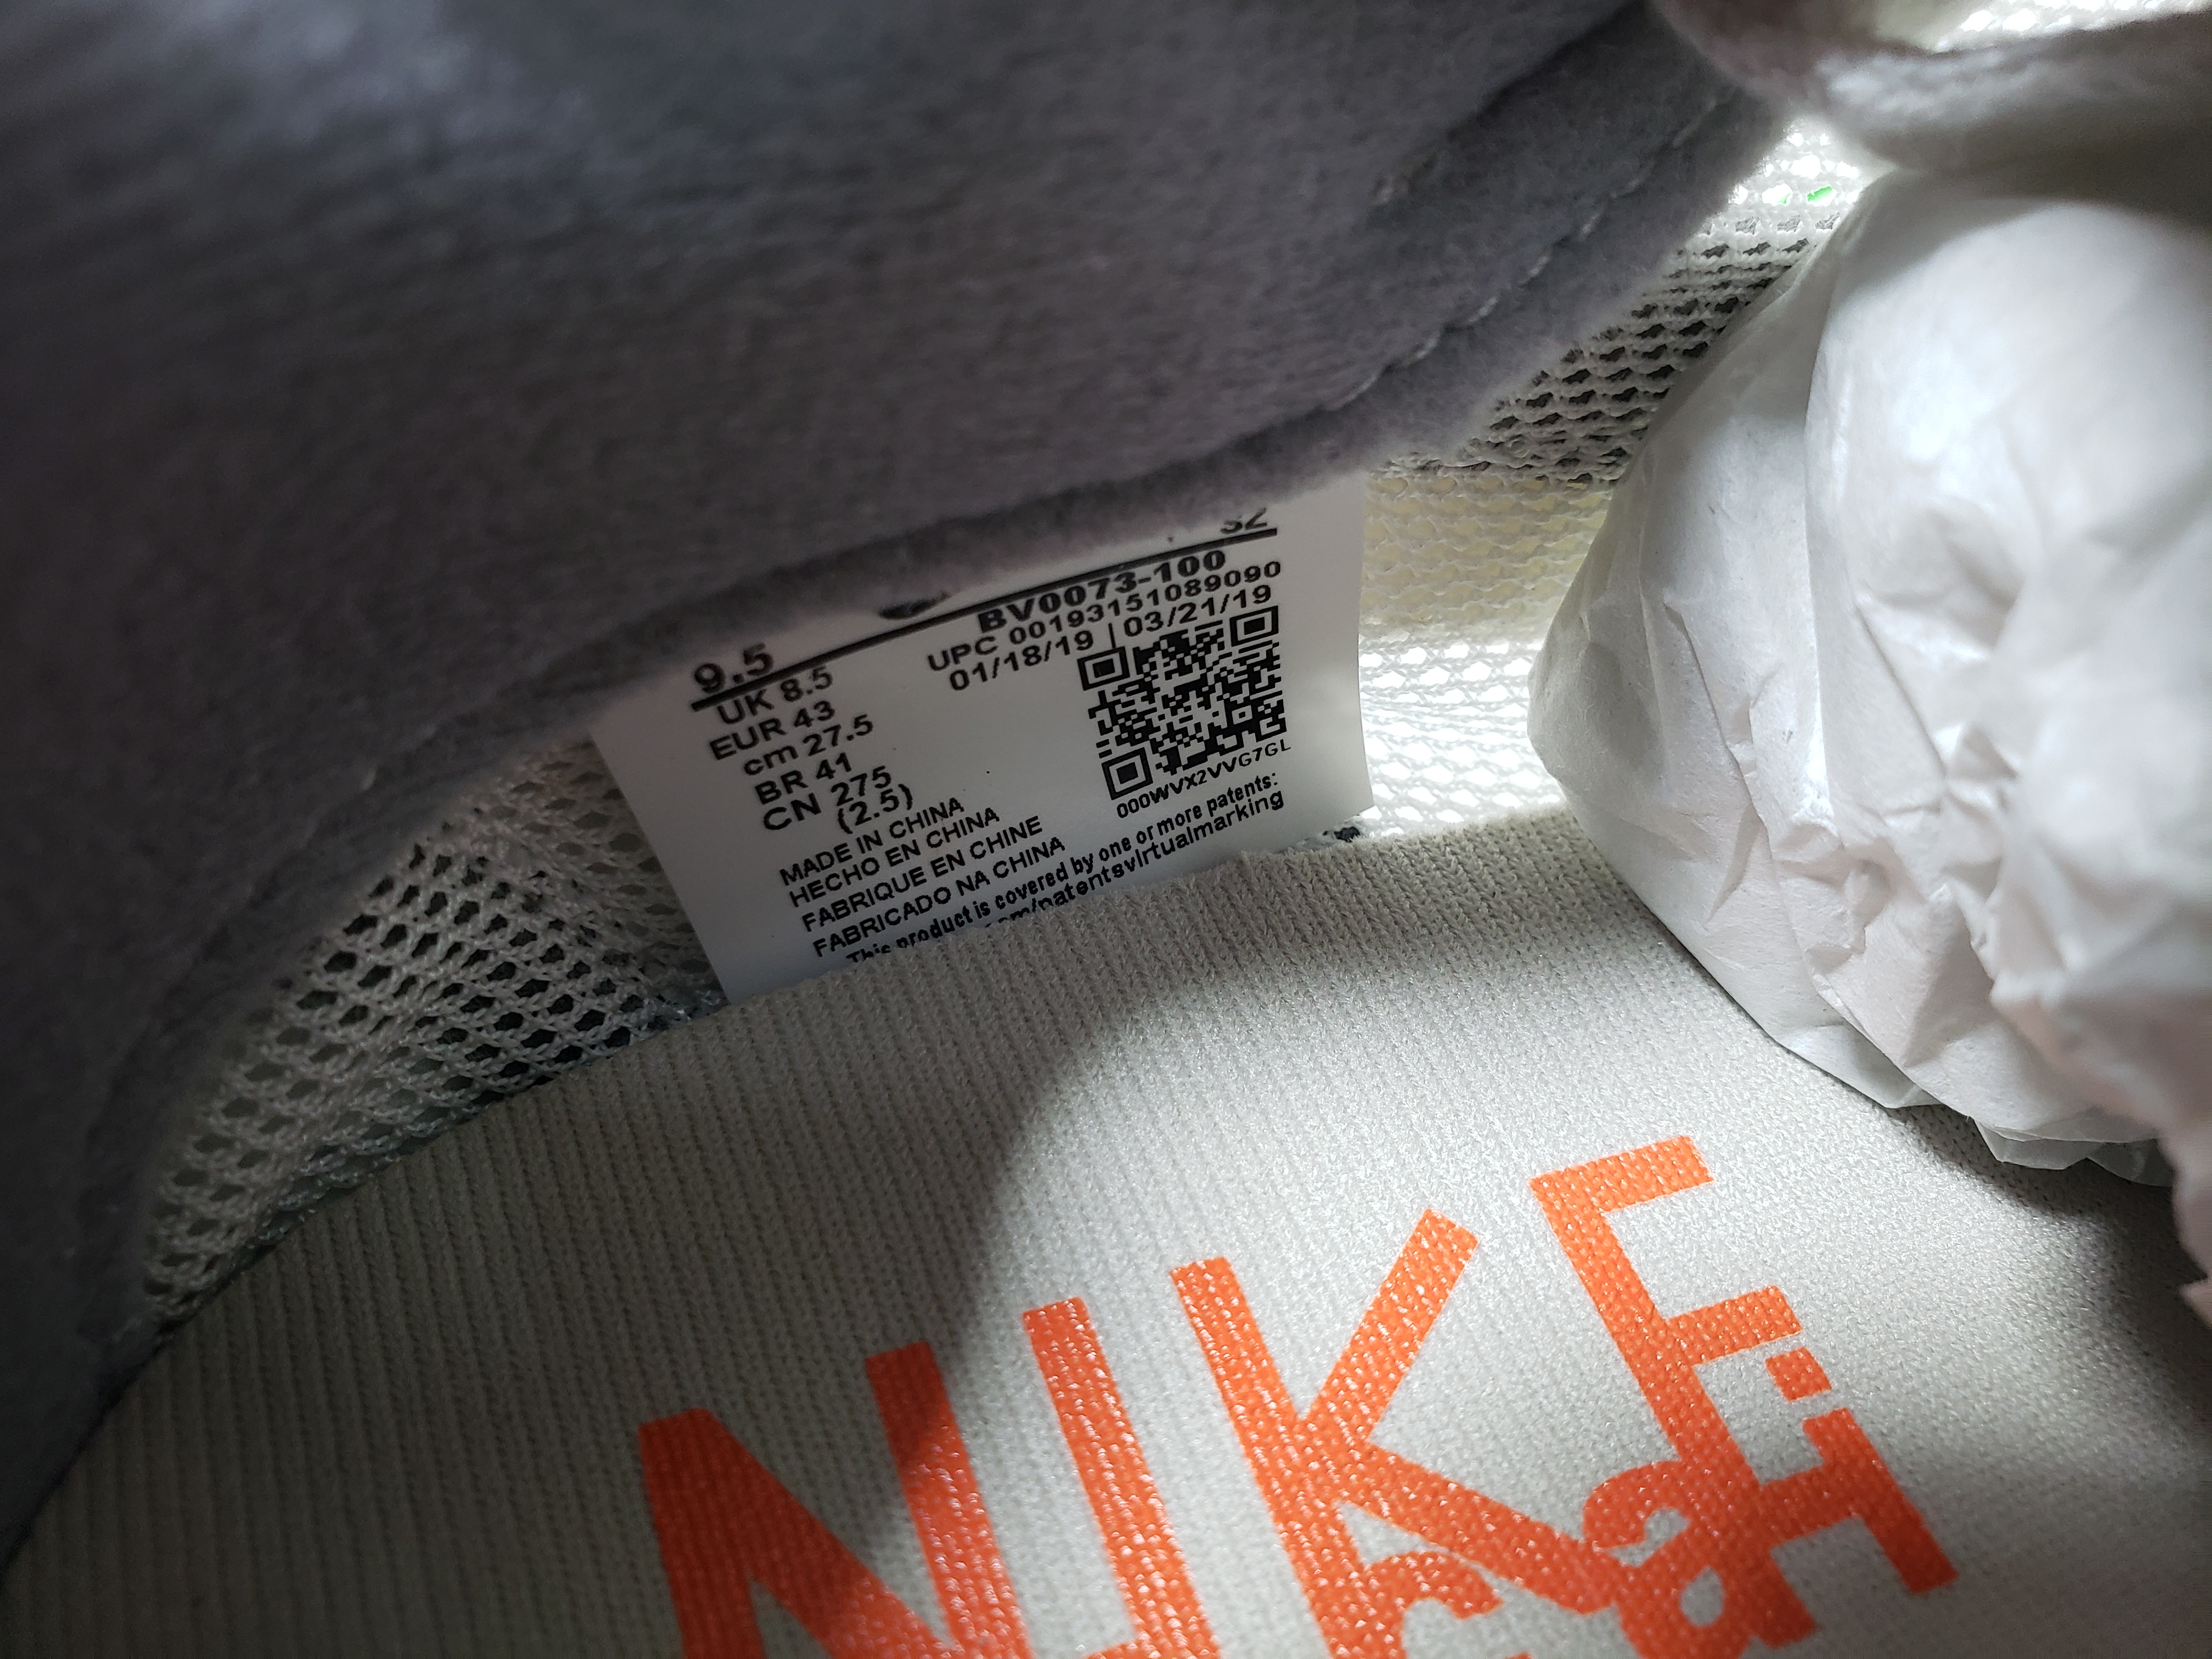 SZ
9.5
UK 8.5
EUR 43
cm 27.5
BR 41
CN 275
(2.5)
BV0073-100
UPC 00193151089090
01/18/19 | 03/21/19
000WVX2VVG7GL
MADE IN CHINA
HECHO EN CHINA
FABRIQUE EN CHINE
FABRICADO NA CHINA
This product is covered by one or more patents:
/patentsvirtualmarking
NIKE